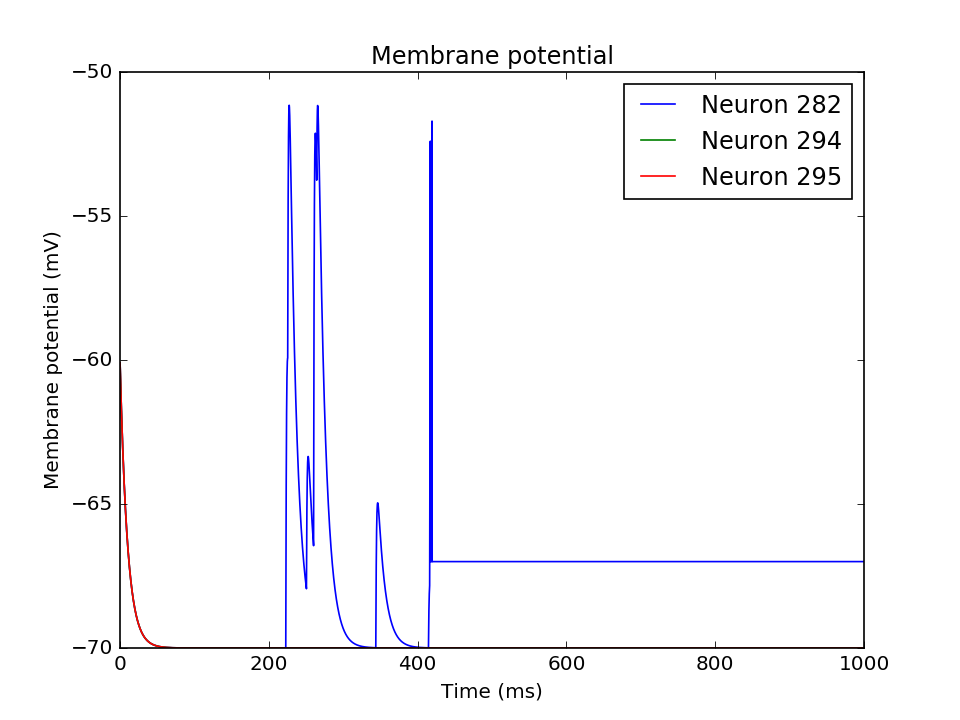 Membrane potential
−50
−55
−60
−65
−70
Membrane potential (mV)
Neuron 282
Neuron 294
Neuron 295
0
200
400
600
800
1000
Time (ms)